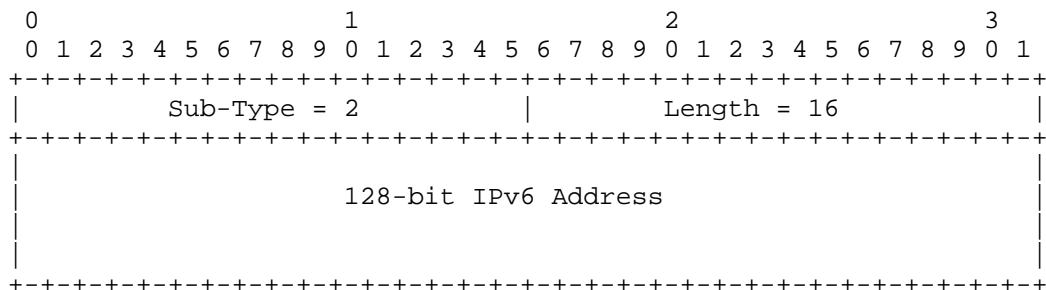 0                   1                   2                   3
 0 1 2 3 4 5 6 7 8 9 0 1 2 3 4 5 6 7 8 9 0 1 2 3 4 5 6 7 8 9 0 1
+-+-+-+-+-+-+-+-+-+-+-+-+-+-+-+-+-+-+-+-+-+-+-+-+-+-+-+-+-+-+-+-+
|         Sub-Type = 2          |        Length = 16            |
+-+-+-+-+-+-+-+-+-+-+-+-+-+-+-+-+-+-+-+-+-+-+-+-+-+-+-+-+-+-+-+-+
|                                                               |
|                    128-bit IPv6 Address                       |
|                                                               |
|                                                               |
+-+-+-+-+-+-+-+-+-+-+-+-+-+-+-+-+-+-+-+-+-+-+-+-+-+-+-+-+-+-+-+-+